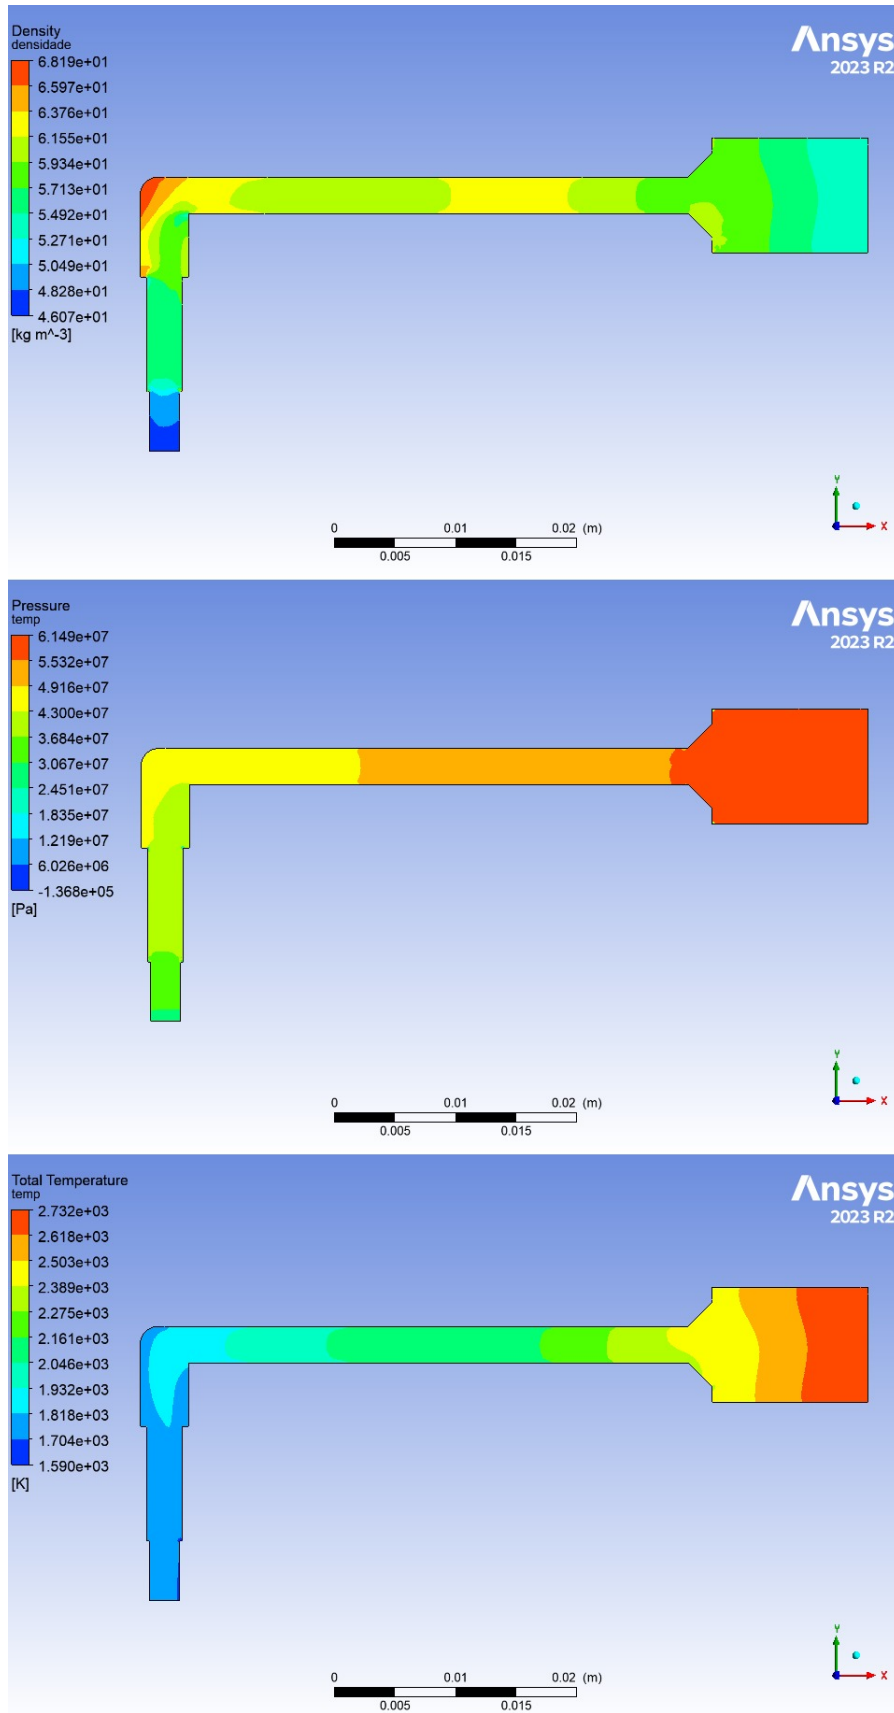 Density
densidade
6.819e+01
6.597e+01
6.376e+01
6.155e+01
5.934e+01
5.713e+01
5.492e+01
5.271e+01
5.049e+01
4.828e+01
4.607e+01
[kg m^-3]
Ansys
2023 R2
Y
X
0 0.01 0.02 (m)
0.005 0.015
Pressure
temp
6.149e+07
5.532e+07
4.916e+07
4.300e+07
3.684e+07
3.067e+07
2.451e+07
1.835e+07
1.219e+07
6.026e+06
-1.368e+05
[Pa]
Ansys
2023 R2
Y
X
0 0.01 0.02 (m)
0.005 0.015
Total Temperature
temp
2.732e+03
2.618e+03
2.503e+03
2.389e+03
2.275e+03
2.161e+03
2.046e+03
1.932e+03
1.818e+03
1.704e+03
1.590e+03
[K]
Ansys
2023 R2
Y
X
0 0.01 0.02 (m)
0.005 0.015